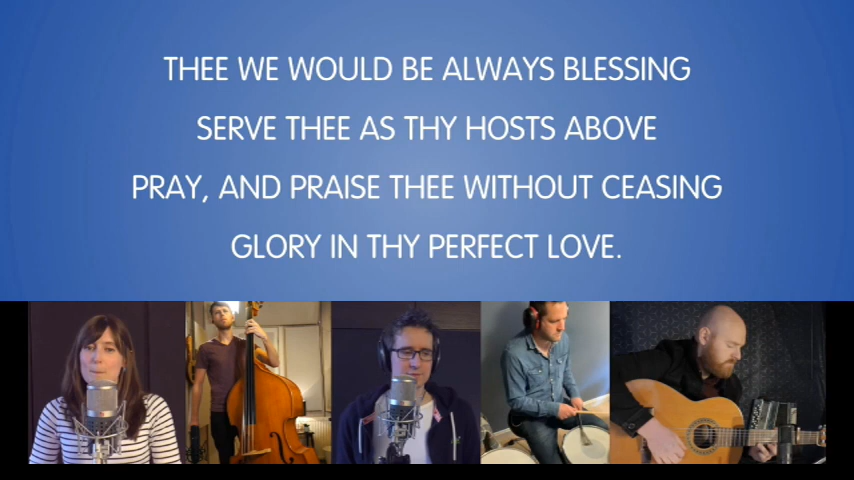 THEE WE WOULD BE ALWAYS BLESSING
SERVE THEE AS THY HOSTS ABOVE
PRAY, AND PRAISE THEE WITHOUT CEASING
GLORY IN THY PERFECT LOVE.